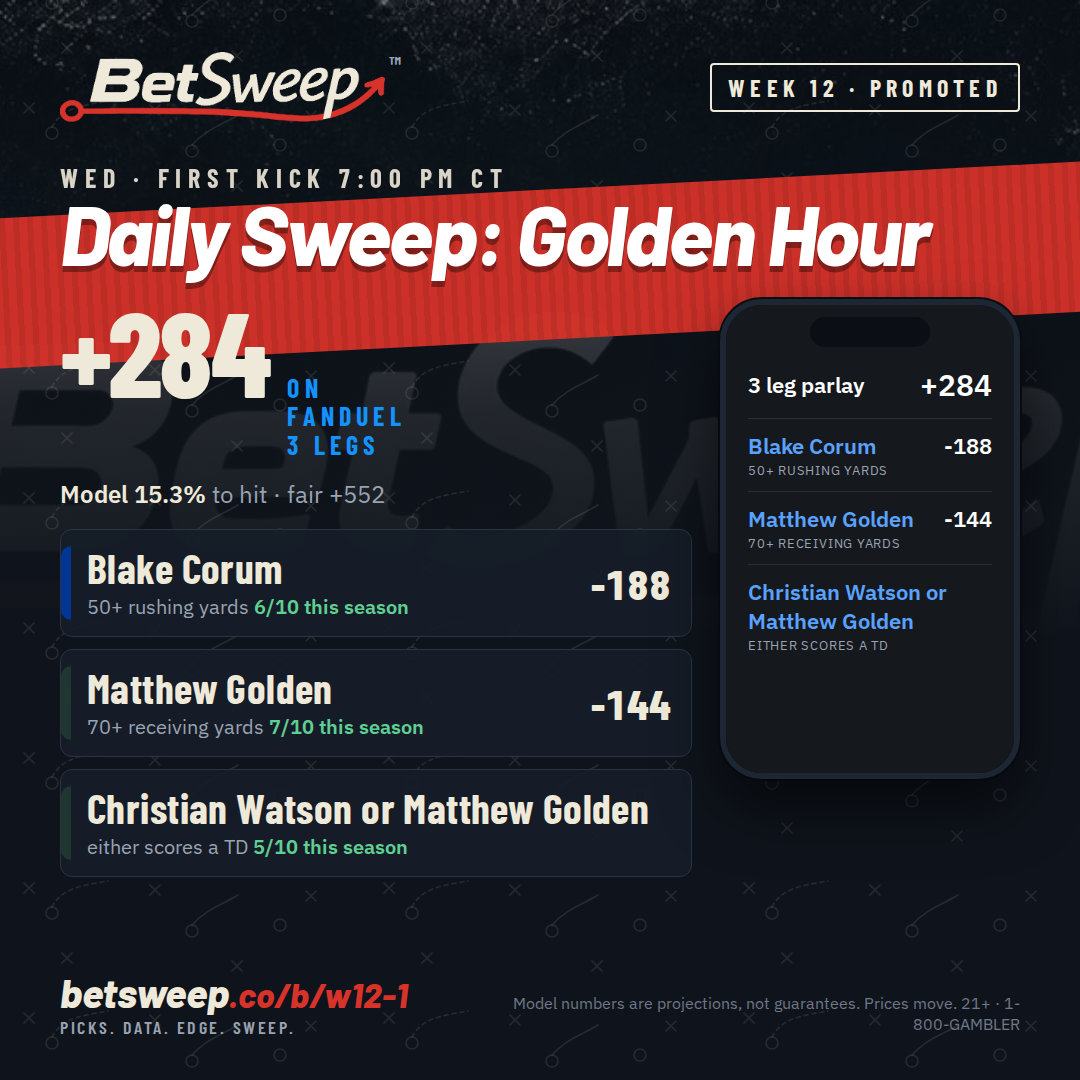 BetSweep™
WEEK 12 · PROMOTED
WED · FIRST KICK 7:00 PM CT
Daily Sweep: Golden Hour
+284
ON
FANDUEL
3 LEGS
Model 15.3% to hit · fair +552
Blake Corum
50+ rushing yards 6/10 this season
-188
Matthew Golden
70+ receiving yards 7/10 this season
-144
Christian Watson or Matthew Golden
either scores a TD 5/10 this season
3 leg parlay +284
Blake Corum -188
50+ RUSHING YARDS
Matthew Golden -144
70+ RECEIVING YARDS
Christian Watson or
Matthew Golden
EITHER SCORES A TD
BetSwe
betsweep.co/b/w12-1
PICKS. DATA. EDGE. SWEEP.
Model numbers are projections, not guarantees. Prices move. 21+ · 1-
800-GAMBLER